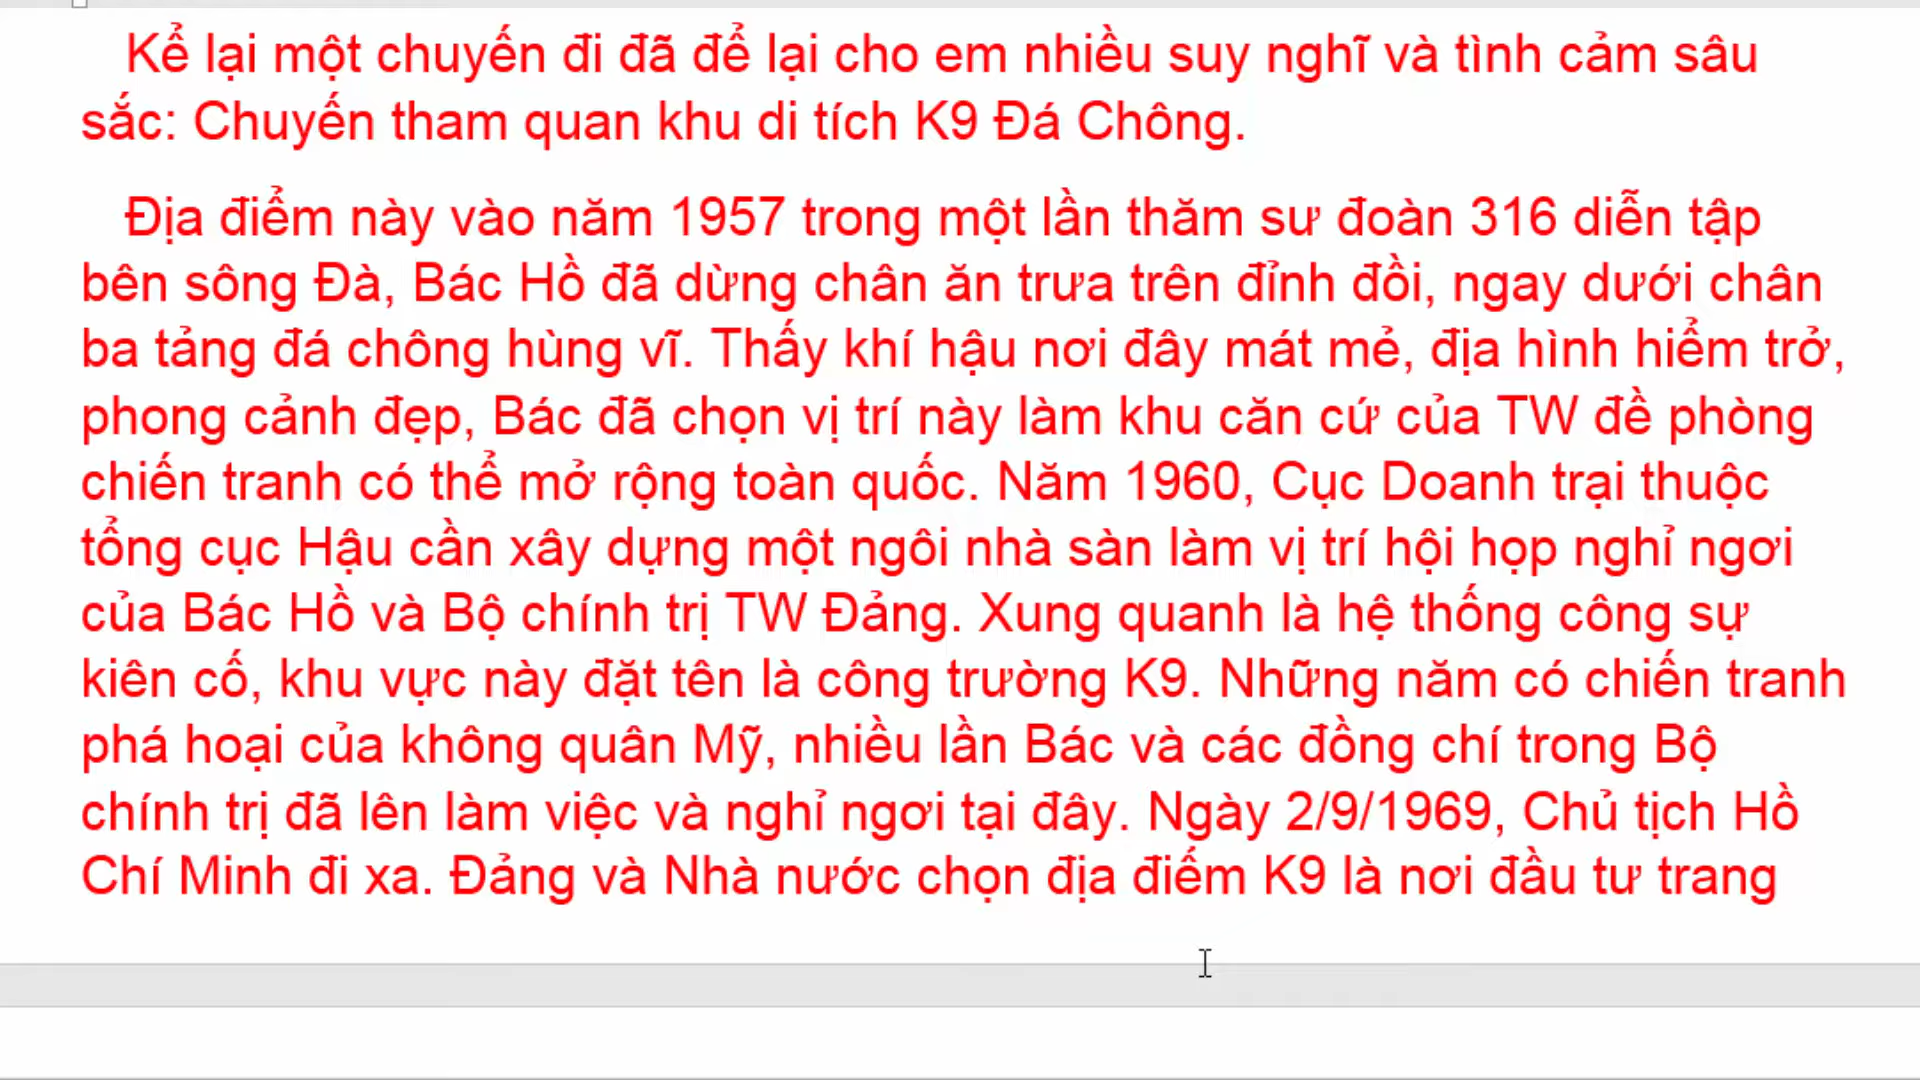 Kể lại một chuyến đi đã để lại cho em nhiều suy nghĩ và tình cảm sâu
sắc: Chuyến tham quan khu di tích K9 Đá Chông.
Địa điểm này vào năm 1957 trong một lần thăm sư đoàn 316 diễn tập
bên sông Đà, Bác Hồ đã dừng chân ăn trưa trên đỉnh đồi, ngay dưới chân
ba tảng đá chông hùng vĩ. Thấy khí hậu nơi đây mát mẻ, địa hình hiểm trở,
phong cảnh đẹp, Bác đã chọn vị trí này làm khu căn cứ của TW đề phòng
chiến tranh có thể mở rộng toàn quốc. Năm 1960, Cục Doanh trại thuộc
tổng cục Hậu cần xây dựng một ngôi nhà sàn làm vị trí hội họp nghỉ ngơi
của Bác Hồ và Bộ chính trị TW Đảng. Xung quanh là hệ thống công sự
kiên cố, khu vực này đặt tên là công trường K9. Những năm có chiến tranh
phá hoại của không quân Mỹ, nhiều lần Bác và các đồng chí trong Bộ
chính trị đã lên làm việc và nghỉ ngơi tại đây. Ngày 2/9/1969, Chủ tịch Hồ
Chí Minh đi xa. Đảng và Nhà nước chọn địa điếm K9 là nơi đầu tư trang